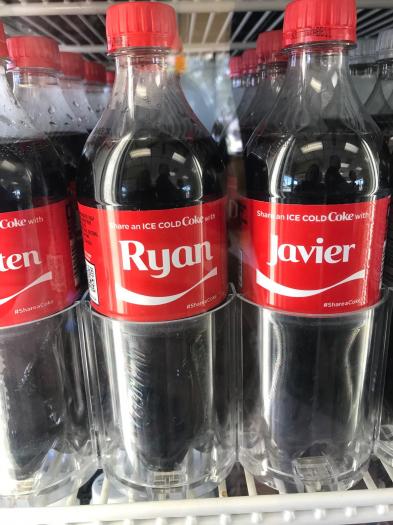 Coke with
ten
#ShareaCoke
Share an ICE COLD Coke with
Ryan
#ShareaCoke
Share an ICE COLD Coke with
Javier
#ShareaCoke